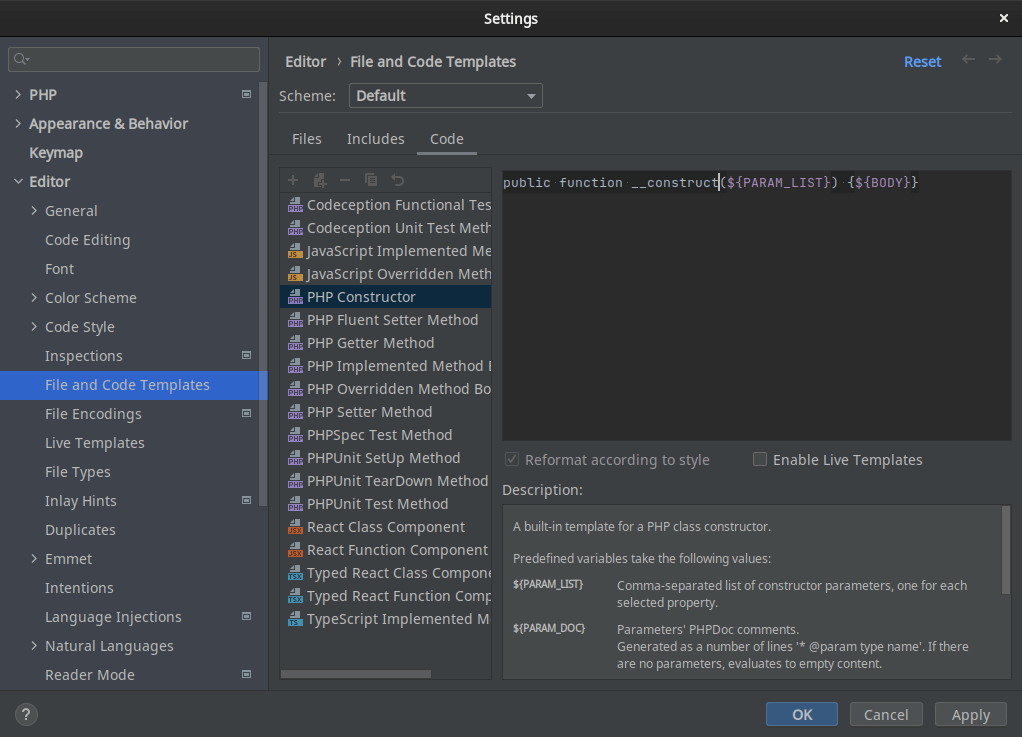 Settings
Editor › File and Code Templates
Reset
Scheme: Default
Files Includes Code
PHP
Appearance & Behavior
Keymap
Editor
General
Code Editing
Font
Color Scheme
Code Style
Inspections
File and Code Templates
File Encodings
Live Templates
File Types
Inlay Hints
Duplicates
Emmet
Intentions
Language Injections
Natural Languages
Reader Mode
Codeception Functional Tes
Codeception Unit Test Meth
JavaScript Implemented Me
JavaScript Overridden Meth
PHP Constructor
PHP Fluent Setter Method
PHP Getter Method
PHP Implemented Method B
PHP Overridden Method Bo
PHP Setter Method
PHPSpec Test Method
PHPUnit SetUp Method
PHPUnit TearDown Method
PHPUnit Test Method
React Class Component
React Function Component
Typed React Class Compone
Typed React Function Comp
TypeScript Implemented M
public function __construct(${PARAM_LIST}) {${BODY}}
Reformat according to style
Enable Live Templates
Description:
A built-in template for a PHP class constructor.
Predefined variables take the following values:
${PARAM_LIST} Comma-separated list of constructor parameters, one for each
selected property.
${PARAM_DOC} Parameters' PHPDoc comments.
Generated as a number of lines '* @param type name'. If there
are no parameters, evaluates to empty content.
?
OK
Cancel
Apply